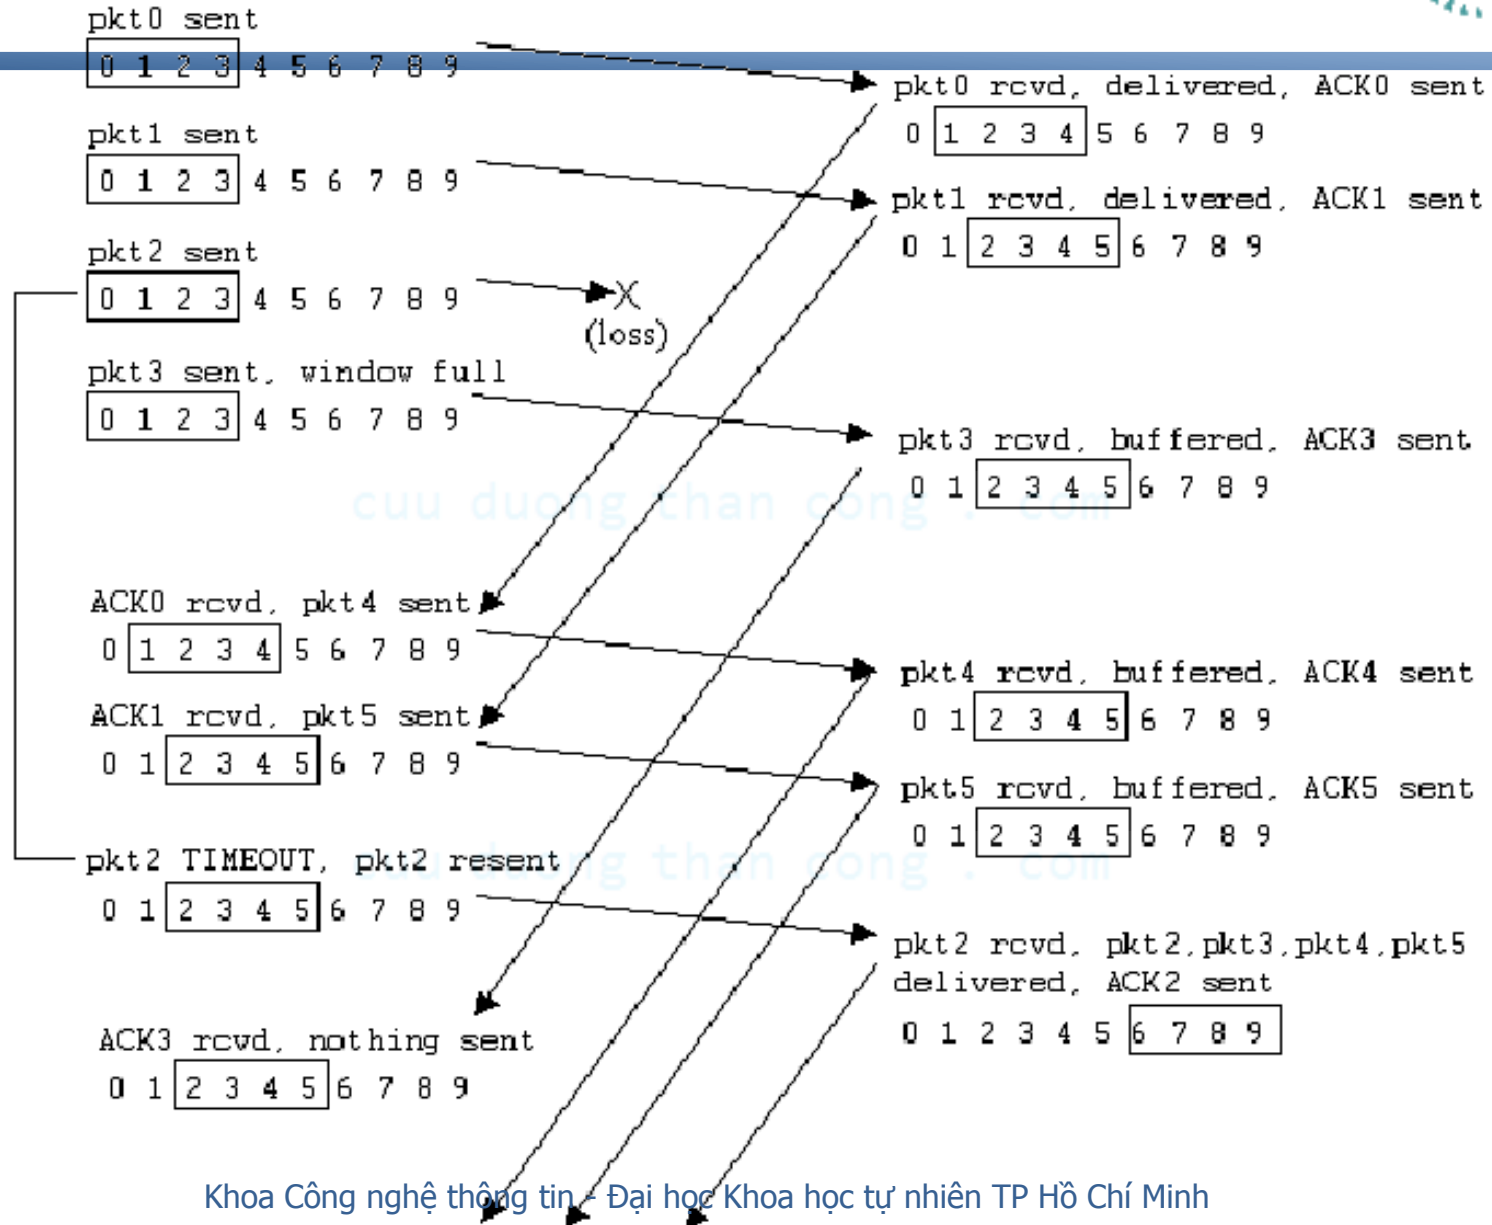 pkt0 sent
0 1 2 3 4 5 6 7 8 9
pkt1 sent
0 1 2 3 4 5 6 7 8 9
pkt2 sent
0 1 2 3 4 5 6 7 8 9
X
(loss)
pkt3 sent, window full
0 1 2 3 4 5 6 7 8 9
ACK0 rcvd, pkt4 sent
0 1 2 3 4 5 6 7 8 9
ACK1 rcvd, pkt5 sent
0 1 2 3 4 5 6 7 8 9
pkt2 TIMEOUT, pkt2 resent
0 1 2 3 4 5 6 7 8 9
ACK3 rcvd, nothing sent
0 1 2 3 4 5 6 7 8 9
pkt0 rcvd, delivered, ACK0 sent
0 1 2 3 4 5 6 7 8 9
pkt1 rcvd, delivered, ACK1 sent
0 1 2 3 4 5 6 7 8 9
pkt3 rcvd, buffered, ACK3 sent
0 1 2 3 4 5 6 7 8 9
pkt4 rcvd, buffered, ACK4 sent
0 1 2 3 4 5 6 7 8 9
pkt5 rcvd, buffered, ACK5 sent
0 1 2 3 4 5 6 7 8 9
pkt2 rcvd, pkt2,pkt3,pkt4,pkt5
delivered, ACK2 sent
0 1 2 3 4 5 6 7 8 9
cuu duong than cong . com
cuu duong than cong . com
Khoa Công nghệ thông tin - Đại học Khoa học tự nhiên TP Hồ Chí Minh